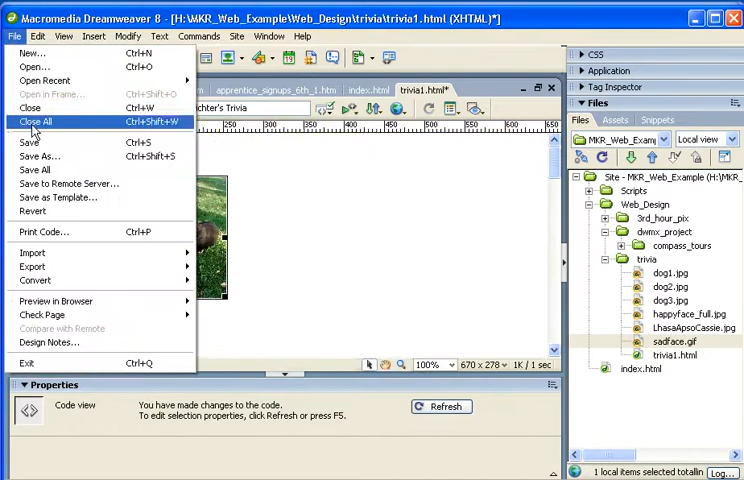 Macromedia Dreamweaver 8 - [H:\MKR_Web_Example\Web_Design\trivia\trivia1.html (XHTML)*]
File Edit View Insert Modify Text Commands Site Window Help
New... Ctrl+N
Open... Ctrl+O
Open Recent
Open in Frame... Ctrl+Shift+O
Close Ctrl+W
Close All Ctrl+Shift+W
Save Ctrl+S
Save As... Ctrl+Shift+S
Save All
Save to Remote Server...
Save as Template...
Revert
Print Code... Ctrl+P
Import
Export
Convert
Preview in Browser
Check Page
Compare with Remote
Design Notes...
Exit Ctrl+Q
apprentice_signups_6th_1.htm index.html trivia1.html*
chter's Trivia
250 300 350 400 450 500 550 600
100% 670 x 278 1K / 1 sec
Properties
Code view
You have made changes to the code.
To edit selection properties, click Refresh or press F5.
Refresh
CSS
Application
Tag Inspector
Files
Files Assets Snippets
MKR_Web_Examp Local view
Site - MKR_Web_Example (H:\MKR_W
Scripts
Web_Design
3rd_hour_pix
dwmx_project
compass_tours
trivia
dog1.jpg
dog2.jpg
dog3.jpg
happyface_full.jpg
LhasaApsoCassie.jpg
sadface.gif
trivia1.html
index.html
1 local items selected totallin
Log...